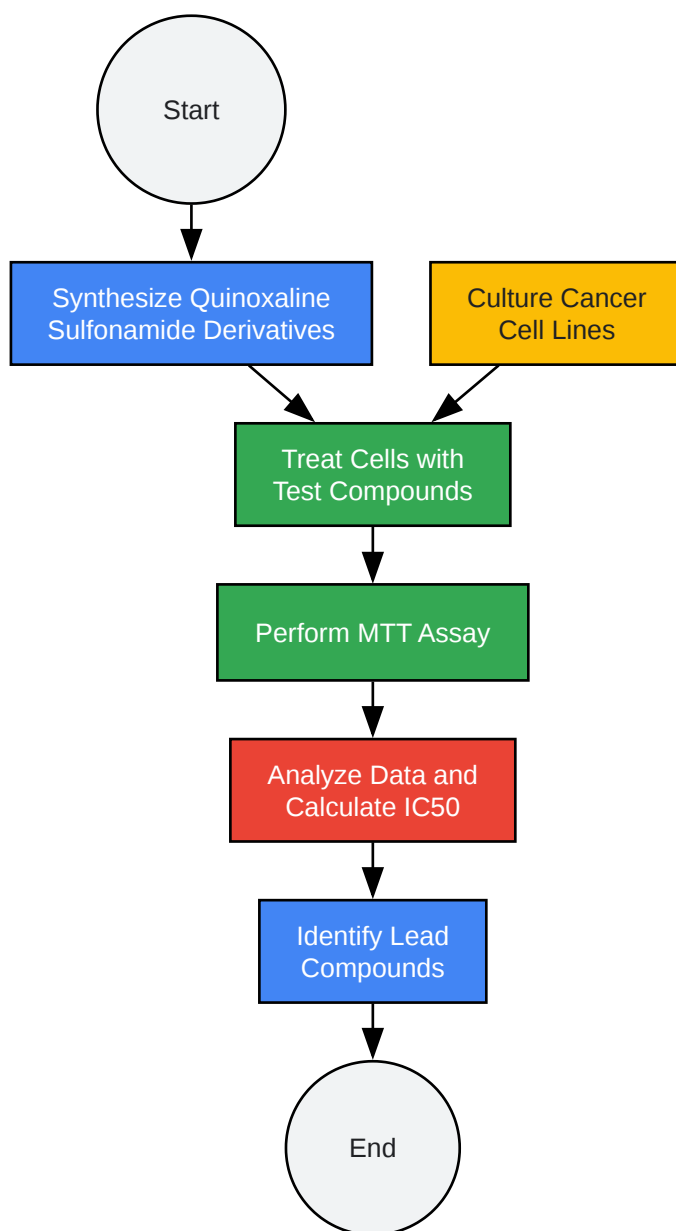 Start
Synthesize Quinoxaline
Sulfonamide Derivatives
Culture Cancer
Cell Lines
Treat Cells with
Test Compounds
Perform MTT Assay
Analyze Data and
Calculate IC50
Identify Lead
Compounds
End